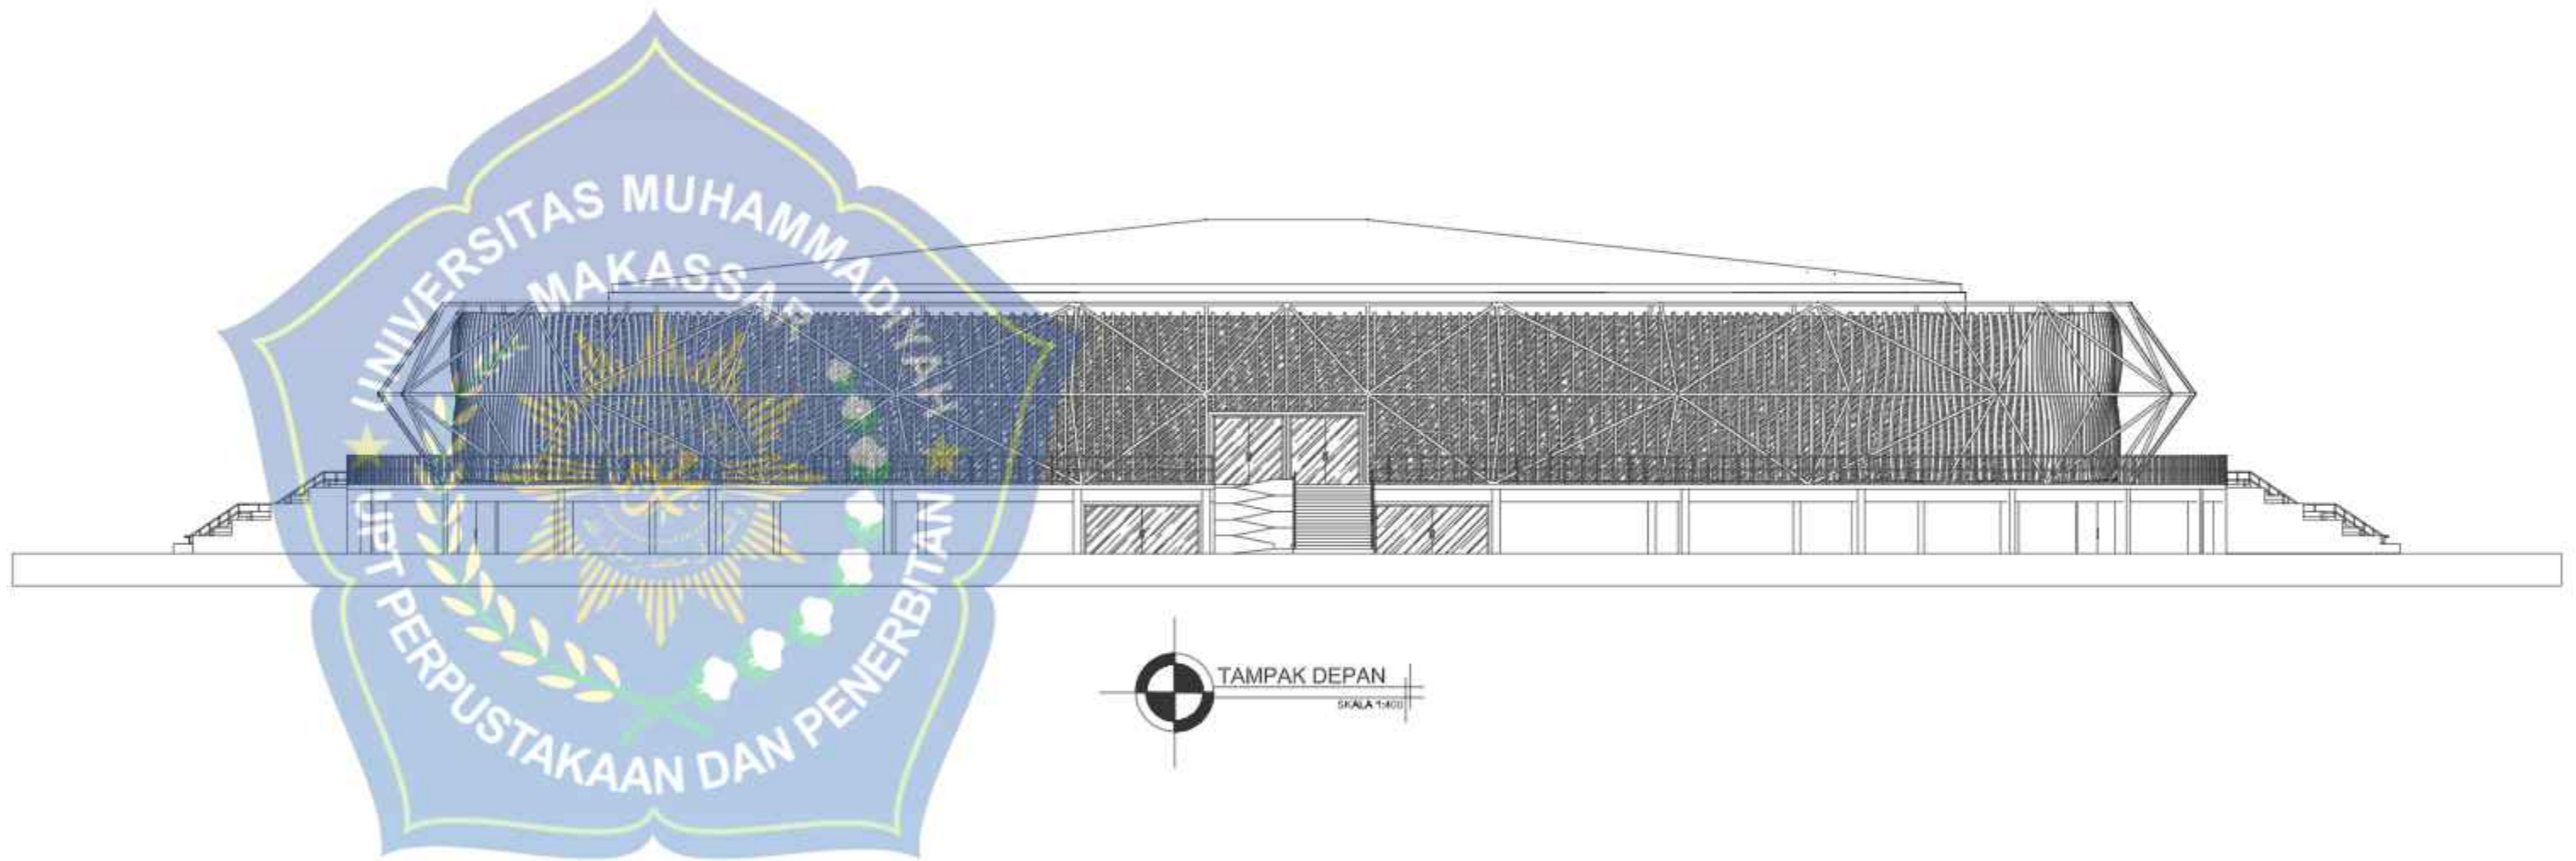 UNIVERSITAS MUHAMMADIYAH
MAKASSAR
UPT PERPUSTAKAAN DAN PENERBITAN
TAMPAK DEPAN
SKALA 1:400